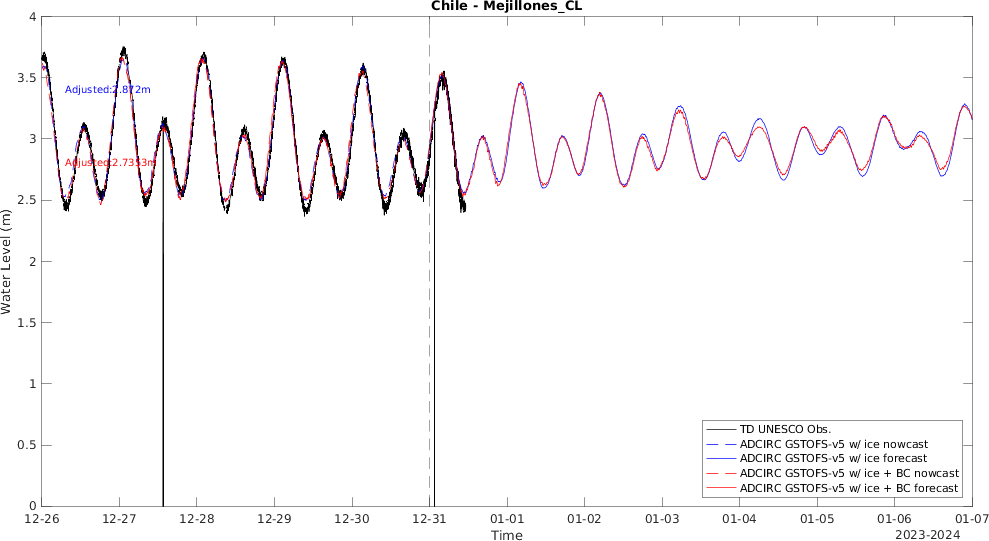 Chile - Mejillones_CL
4
3.5
3
2.5
2
1.5
1
0.5
0
Water Level (m)
Adjusted:2.872m
Adjusted:2.7353m
TD UNESCO Obs.
ADCIRC GSTOFS-v5 w/ ice nowcast
ADCIRC GSTOFS-v5 w/ ice forecast
ADCIRC GSTOFS-v5 w/ ice + BC nowcast
ADCIRC GSTOFS-v5 w/ ice + BC forecast
12-26 12-27 12-28 12-29 12-30 12-31 01-01 01-02 01-03 01-04 01-05 01-06 01-07
Time
2023-2024